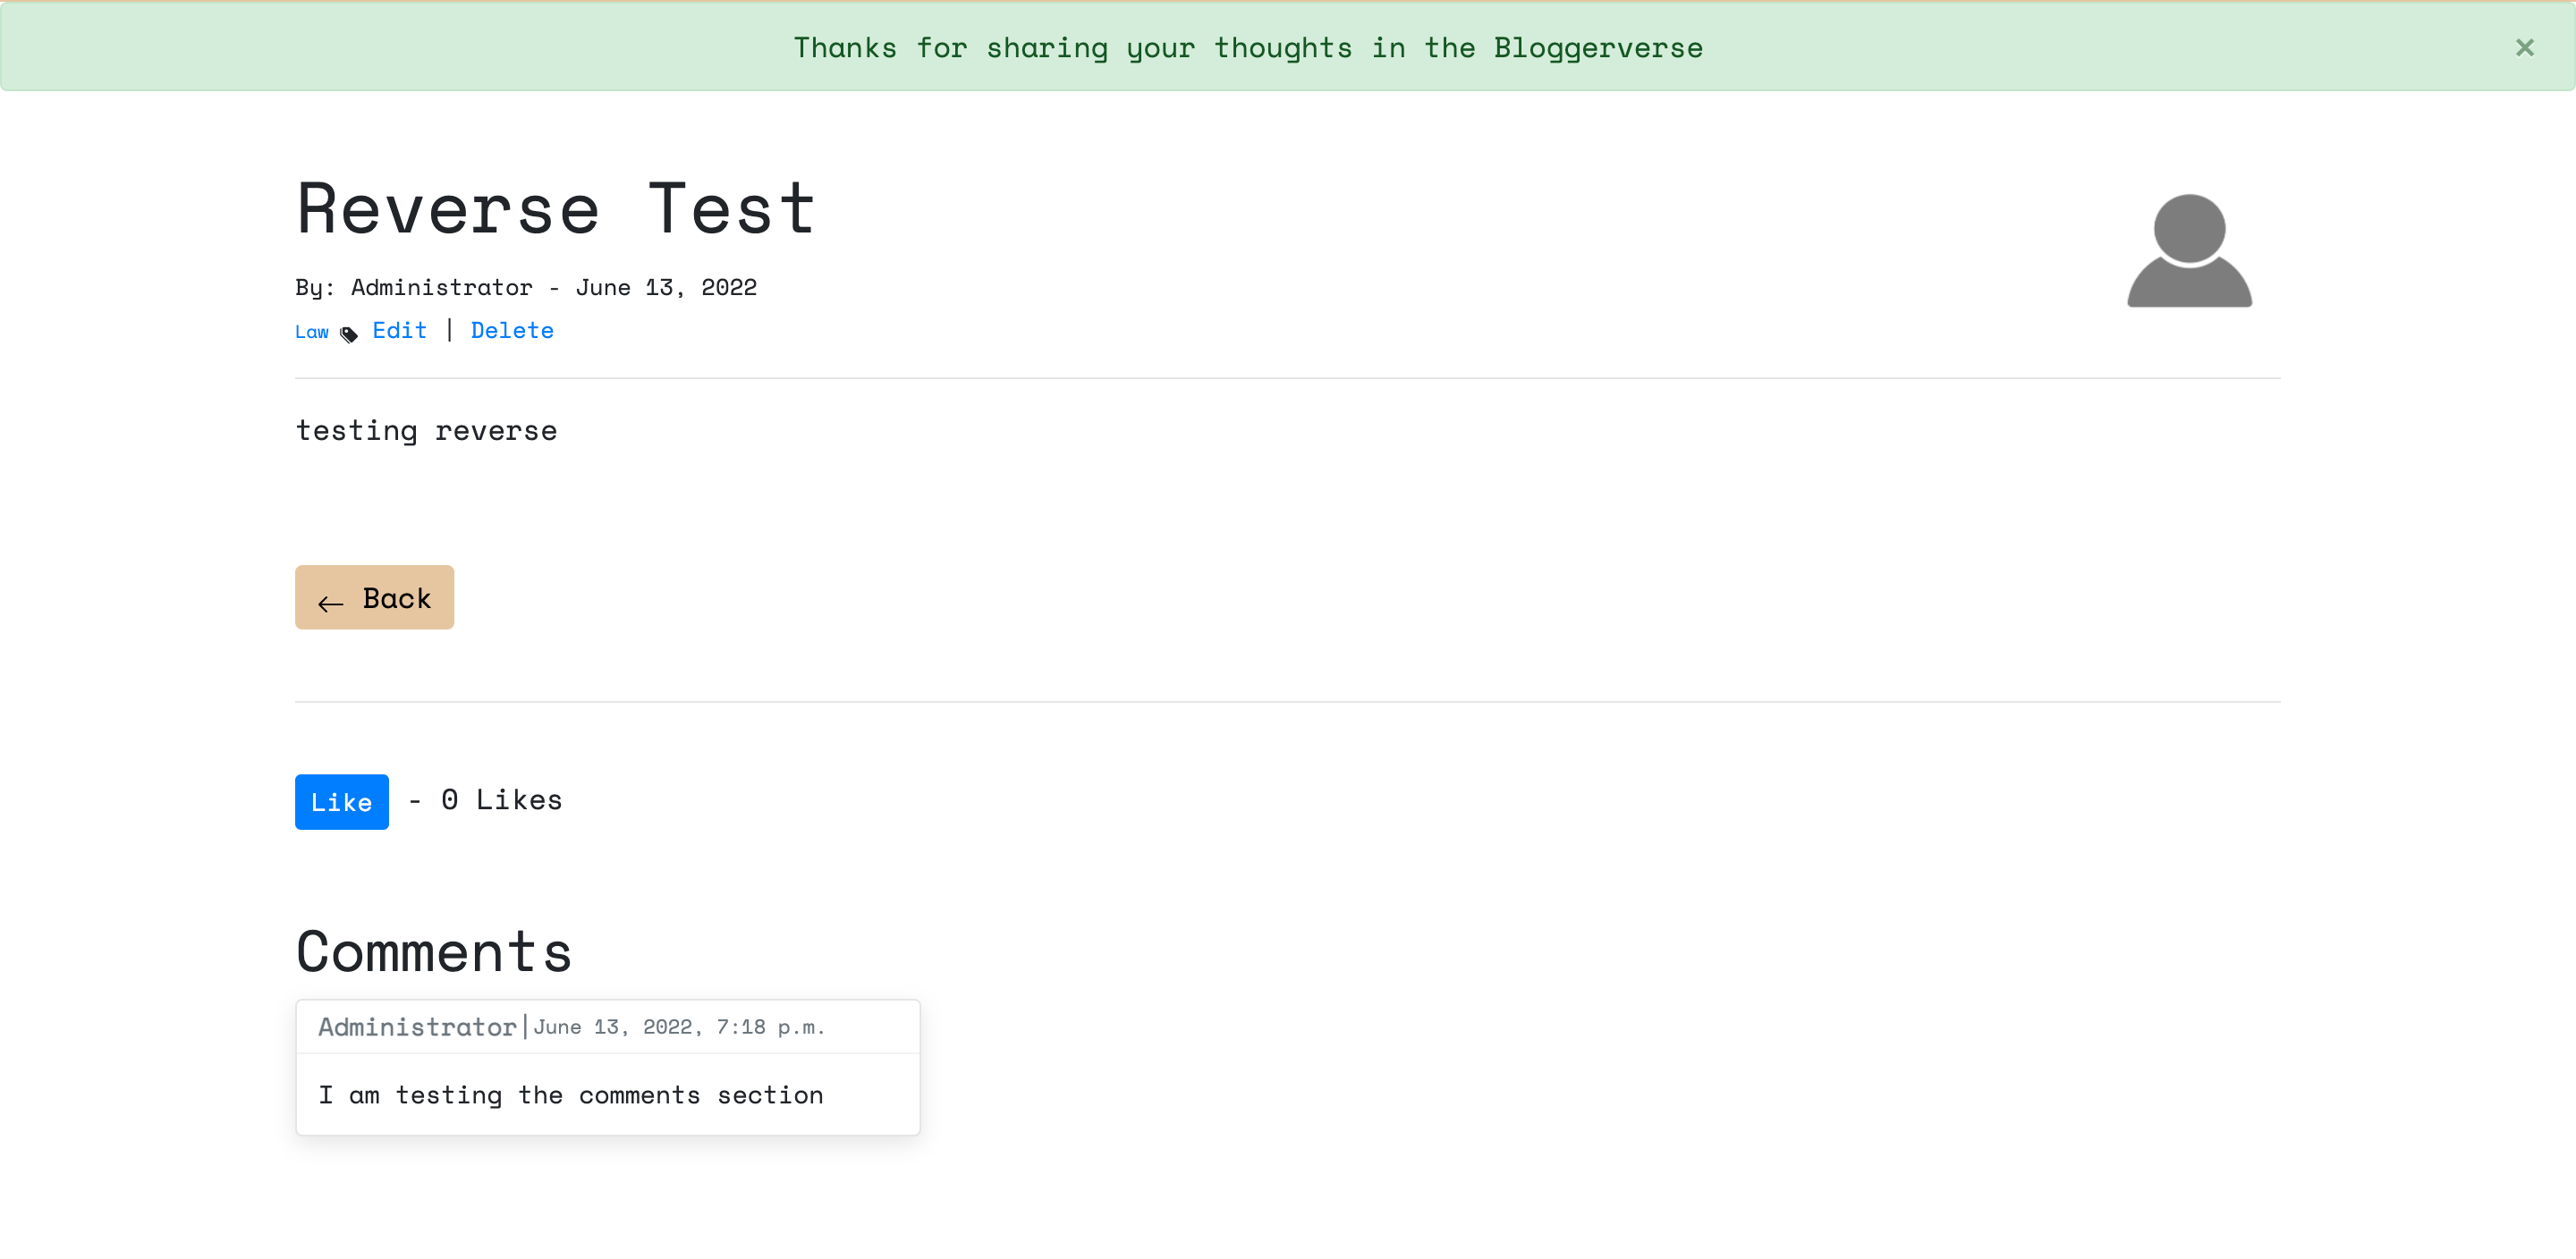 Thanks for sharing your thoughts in the Bloggerverse ×
Reverse Test
By: Administrator - June 13, 2022
Law Edit | Delete
testing reverse
← Back
Like - 0 Likes
Comments
Administrator|June 13, 2022, 7:18 p.m.
I am testing the comments section